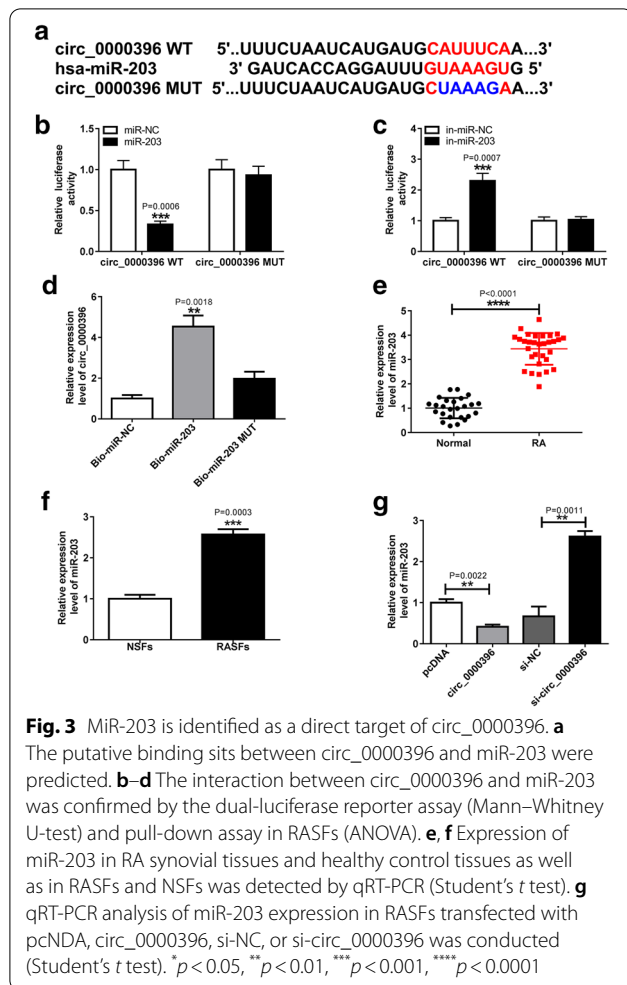 a
circ_0000396 WT 5'..UUUCUAAUCAUGAUGCAUUUCAA...3'
hsa-miR-203 3' GAUCACCAGGAUUUGUAAAGUG 5'
circ_0000396 MUT 5'..UUUCUAAUCAUGAUGCUAAAGAA...3'
b
miR-NC
miR-203
Relative luciferase
activity
1.5
1.0
0.5
0.0
P=0.0006
***
circ_0000396 WT circ_0000396 MUT
c
in-miR-NC
in-miR-203
Relative luciferase
activity
4
3
2
1
0
P=0.0007
***
circ_0000396 WT circ_0000396 MUT
d
Relative expression
level of circ_0000396
6
4
2
0
P=0.0018
**
Bio-miR-NC
Bio-miR-203
Bio-miR-203 MUT
e
Relative expression
level of miR-203
5
4
3
2
1
0
P<0.0001
****
Normal RA
f
Relative expression
level of miR-203
3
2
1
0
P=0.0003
***
NSFs RASFs
g
Relative expression
level of miR-203
3
2
1
0
P=0.0022
**
P=0.0011
**
pcDNA
circ_0000396
si-NC
si-circ_0000396
Fig. 3 MiR-203 is identified as a direct target of circ_0000396. a
The putative binding sits between circ_0000396 and miR-203 were
predicted. b–d The interaction between circ_0000396 and miR-203
was confirmed by the dual-luciferase reporter assay (Mann–Whitney
U-test) and pull-down assay in RASFs (ANOVA). e, f Expression of
miR-203 in RA synovial tissues and healthy control tissues as well
as in RASFs and NSFs was detected by qRT-PCR (Student's t test). g
qRT-PCR analysis of miR-203 expression in RASFs transfected with
pcNDA, circ_0000396, si-NC, or si-circ_0000396 was conducted
(Student's t test). *p < 0.05, **p < 0.01, ***p < 0.001, ****p < 0.0001